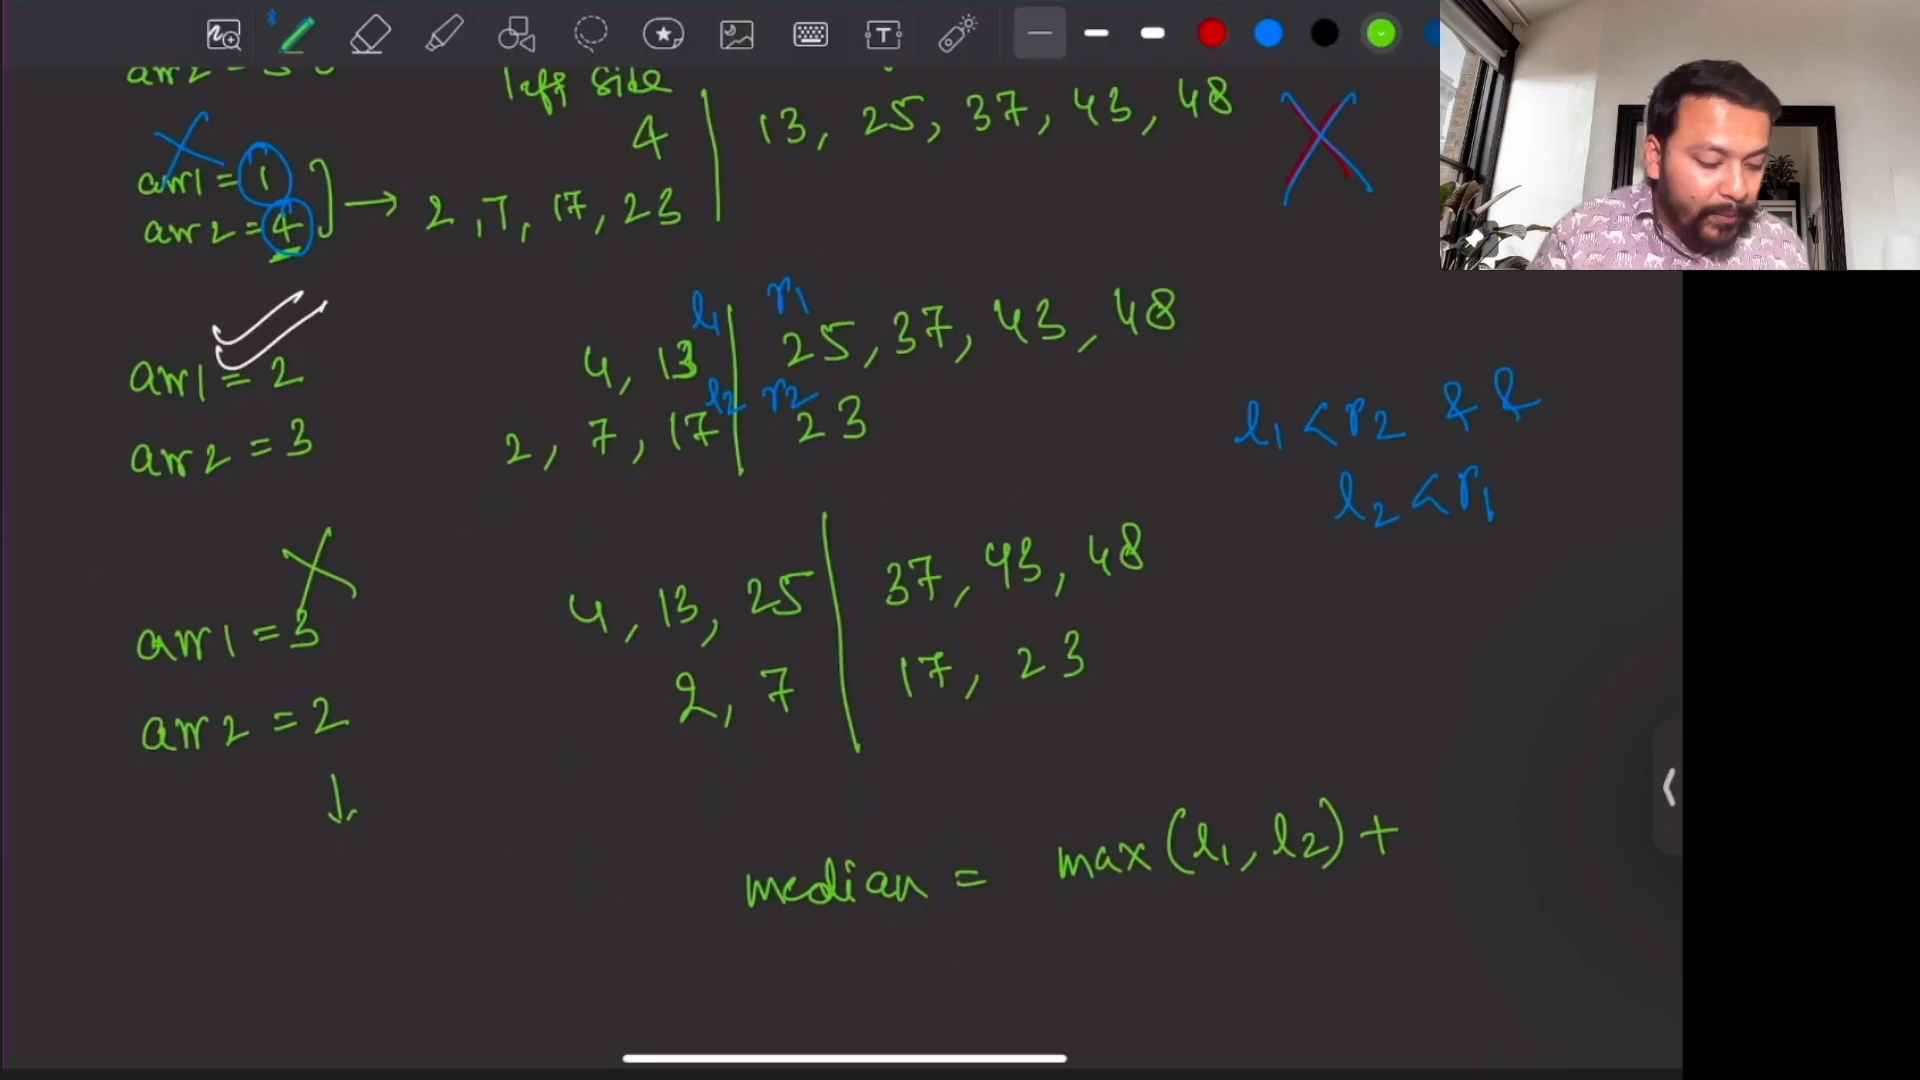 left side
4 | 13, 25, 37, 43, 48
arr1 = 1
arr2 = 4 → 2, 7, 17, 23
l1 r1
arr1 = 2 4, 13 | 25, 37, 43, 48
l2 r2
arr2 = 3 2, 7, 17 | 23
l1 < r2 &&
l2 < r1
arr1 = 3 4, 13, 25 | 37, 43, 48
arr2 = 2 2, 7 | 17, 23
↓
median = max(l1, l2) +